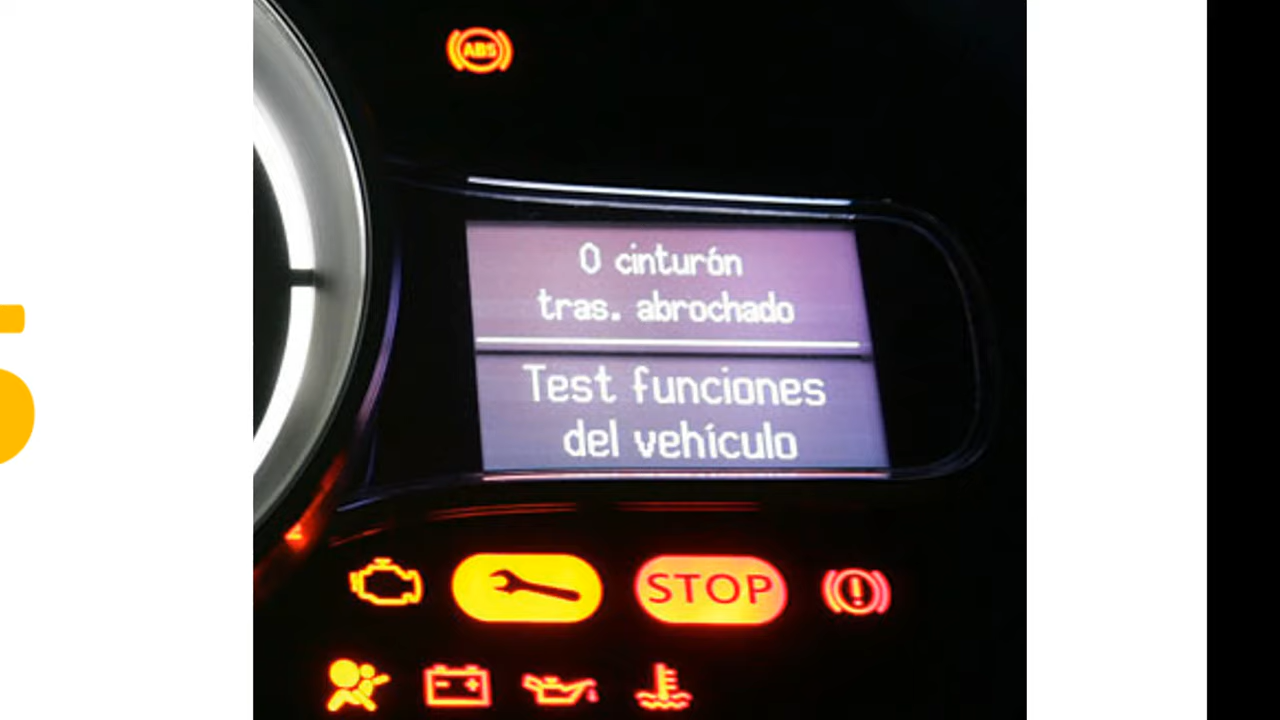 ABS
0 cinturón
tras. abrochado
Test funciones
del vehículo
STOP